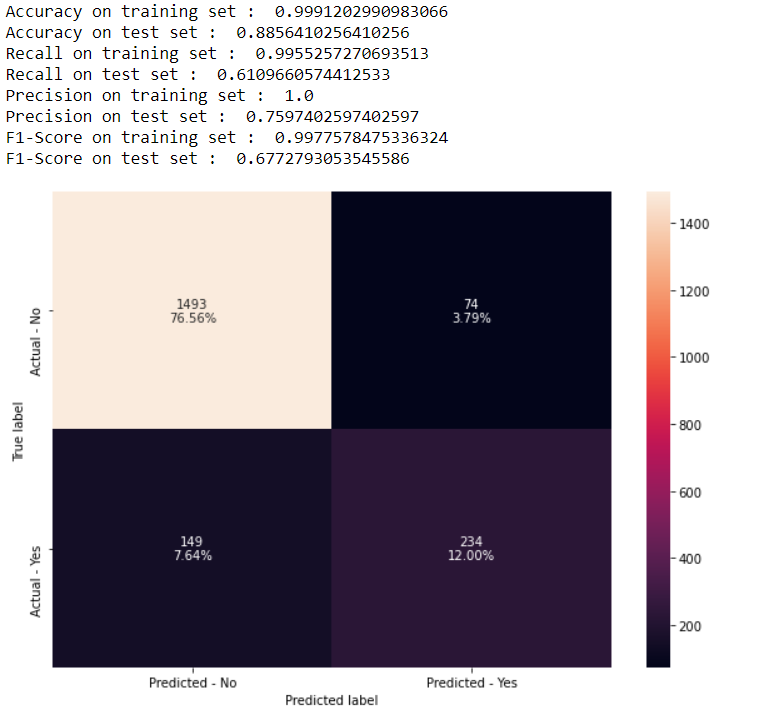 Accuracy on training set :  0.9991202990983066
Accuracy on test set :  0.8856410256410256
Recall on training set :  0.9955257270693513
Recall on test set :  0.6109660574412533
Precision on training set :  1.0
Precision on test set :  0.7597402597402597
F1-Score on training set :  0.9977578475336324
F1-Score on test set :  0.6772793053545586
True label
Actual - No
1493
76.56%
74
3.79%
Actual - Yes
149
7.64%
234
12.00%
Predicted - No
Predicted - Yes
Predicted label
1400
1200
1000
800
600
400
200